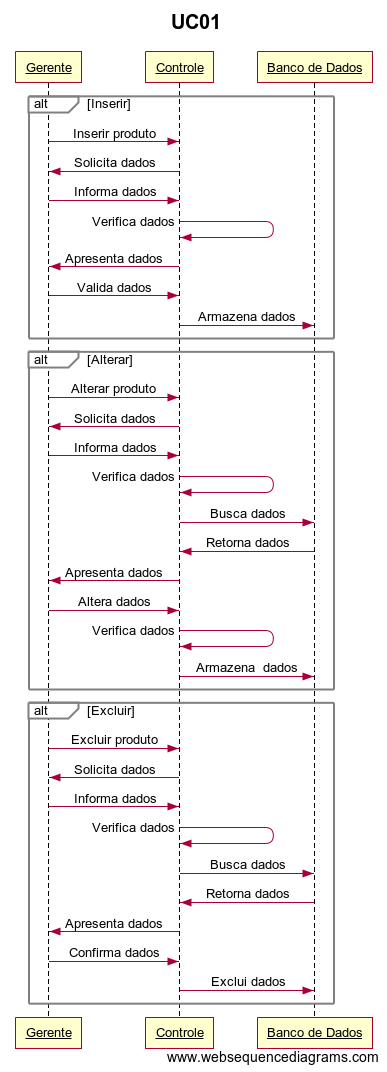 UC01
Gerente Controle Banco de Dados
alt [Inserir]
Inserir produto
Solicita dados
Informa dados
Verifica dados
Apresenta dados
Valida dados
Armazena dados
alt [Alterar]
Alterar produto
Solicita dados
Informa dados
Verifica dados
Busca dados
Retorna dados
Apresenta dados
Altera dados
Verifica dados
Armazena  dados
alt [Excluir]
Excluir produto
Solicita dados
Informa dados
Verifica dados
Busca dados
Retorna dados
Apresenta dados
Confirma dados
Exclui dados
Gerente Controle Banco de Dados
www.websequencediagrams.com